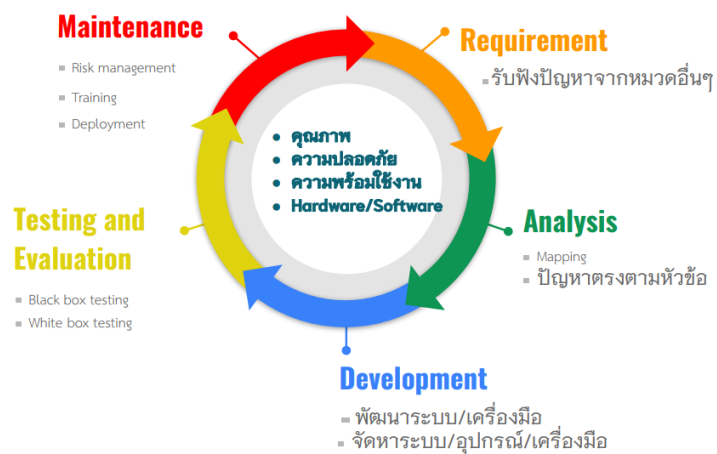 Maintenance
▪ Risk management
▪ Training
▪ Deployment
Requirement
▪รับฟังปัญหาจากหมวดอื่นๆ
• คุณภาพ
• ความปลอดภัย
• ความพร้อมใช้งาน
• Hardware/Software
Analysis
▪ Mapping
▪ ปัญหาตรงตามหัวข้อ
Testing and
Evaluation
▪ Black box testing
▪ White box testing
Development
▪ พัฒนาระบบ/เครื่องมือ
▪ จัดหาระบบ/อุปกรณ์/เครื่องมือ